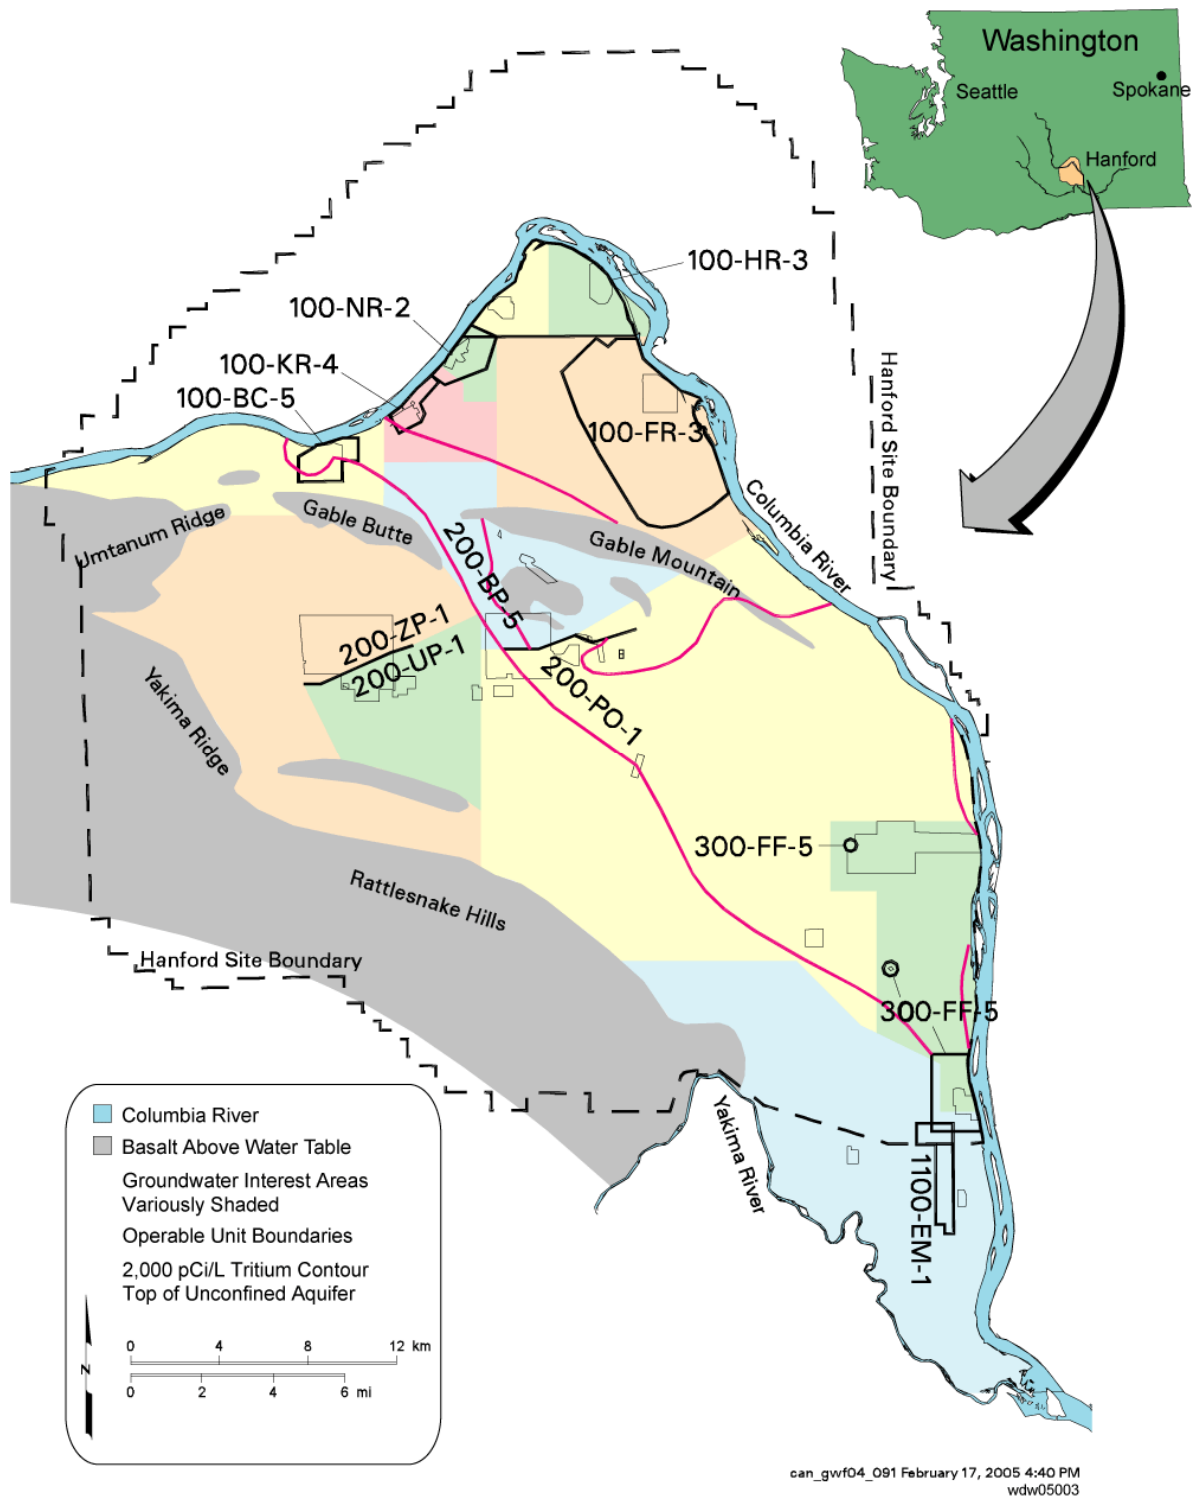 Washington
Seattle
Spokane
Hanford
100-HR-3
100-NR-2
100-KR-4
100-BC-5
100-FR-3
Hanford Site Boundary
Columbia River
Umtanum Ridge
Gable Butte
Gable Mountain
200-BP-5
200-ZP-1
200-UP-1
200-PO-1
Yakima Ridge
300-FF-5
Rattlesnake Hills
Hanford Site Boundary
300-FF-5
Yakima River
1100-EM-1
Columbia River
Basalt Above Water Table
Groundwater Interest Areas
Variously Shaded
Operable Unit Boundaries
2,000 pCi/L Tritium Contour
Top of Unconfined Aquifer
N
0 4 8 12 km
0 2 4 6 mi
can_gwf04_091 February 17, 2005 4:40 PM
wdw05003